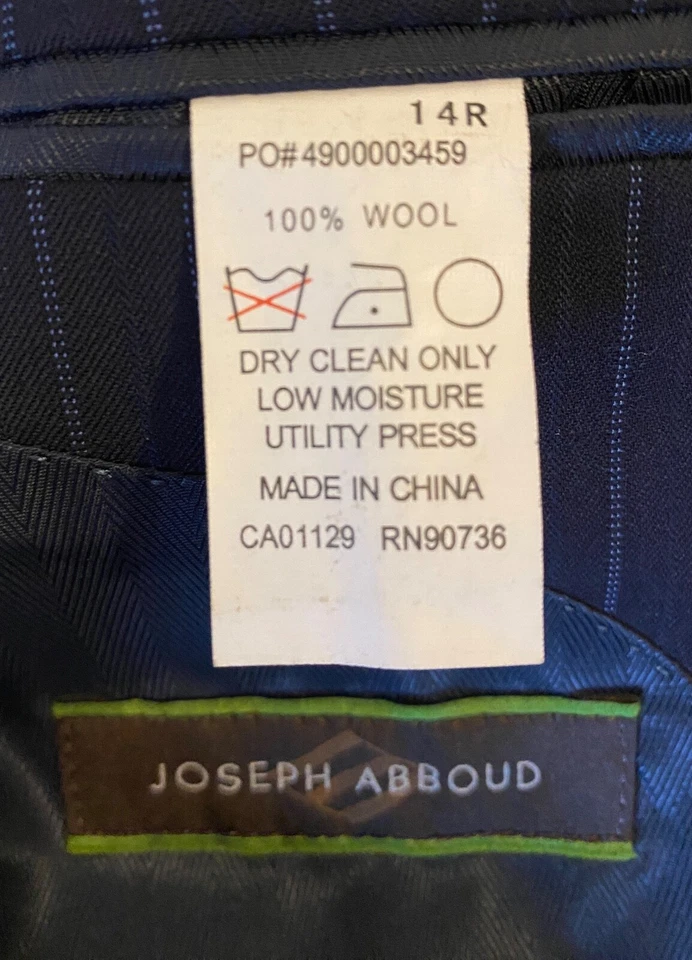 14R
PO#4900003459
100% WOOL
DRY CLEAN ONLY
LOW MOISTURE
UTILITY PRESS
MADE IN CHINA
CA01129 RN90736
JOSEPH ABBOUD